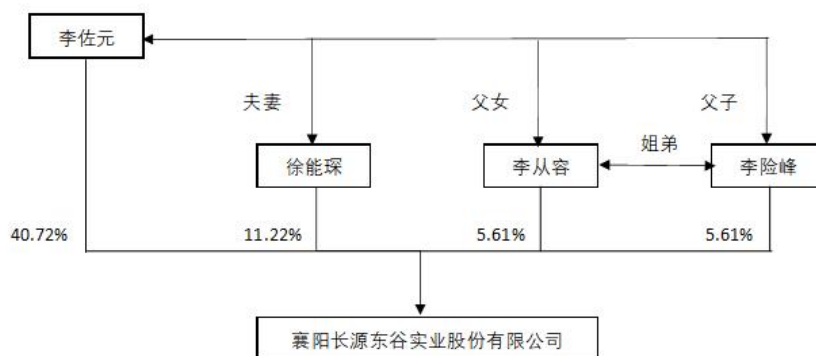 李佐元
夫妻
父女
父子
姐弟
徐能琛
李从容
李险峰
40.72%
11.22%
5.61%
5.61%
襄阳长源东谷实业股份有限公司